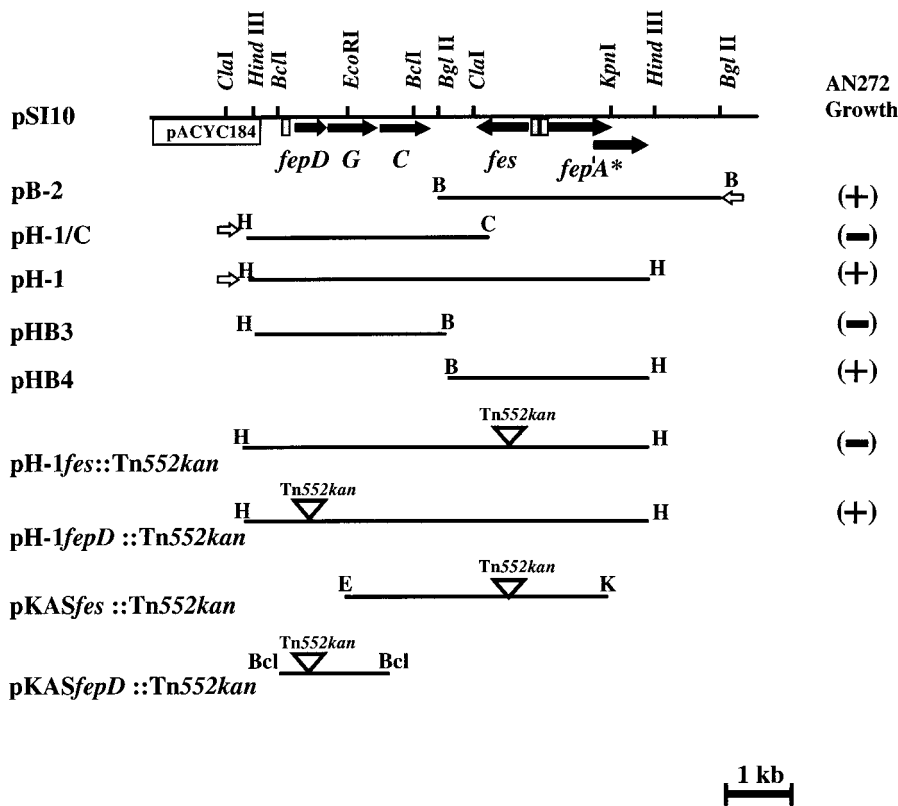 ClaI
Hind III
BclI
EcoRI
BclI
Bgl II
ClaI
KpnI
Hind III
Bgl II
AN272
Growth
pSI10
pACYC184
fepD G C fes fepA*
pB-2 B B (+)
pH-1/C H C (−)
pH-1 H H (+)
pHB3 H B (−)
pHB4 B H (+)
Tn552kan
H H (−)
pH-1fes::Tn552kan
Tn552kan
H H (+)
pH-1fepD ::Tn552kan
Tn552kan
E K
pKASfes ::Tn552kan
Tn552kan
Bcl Bcl
pKASfepD ::Tn552kan
1 kb